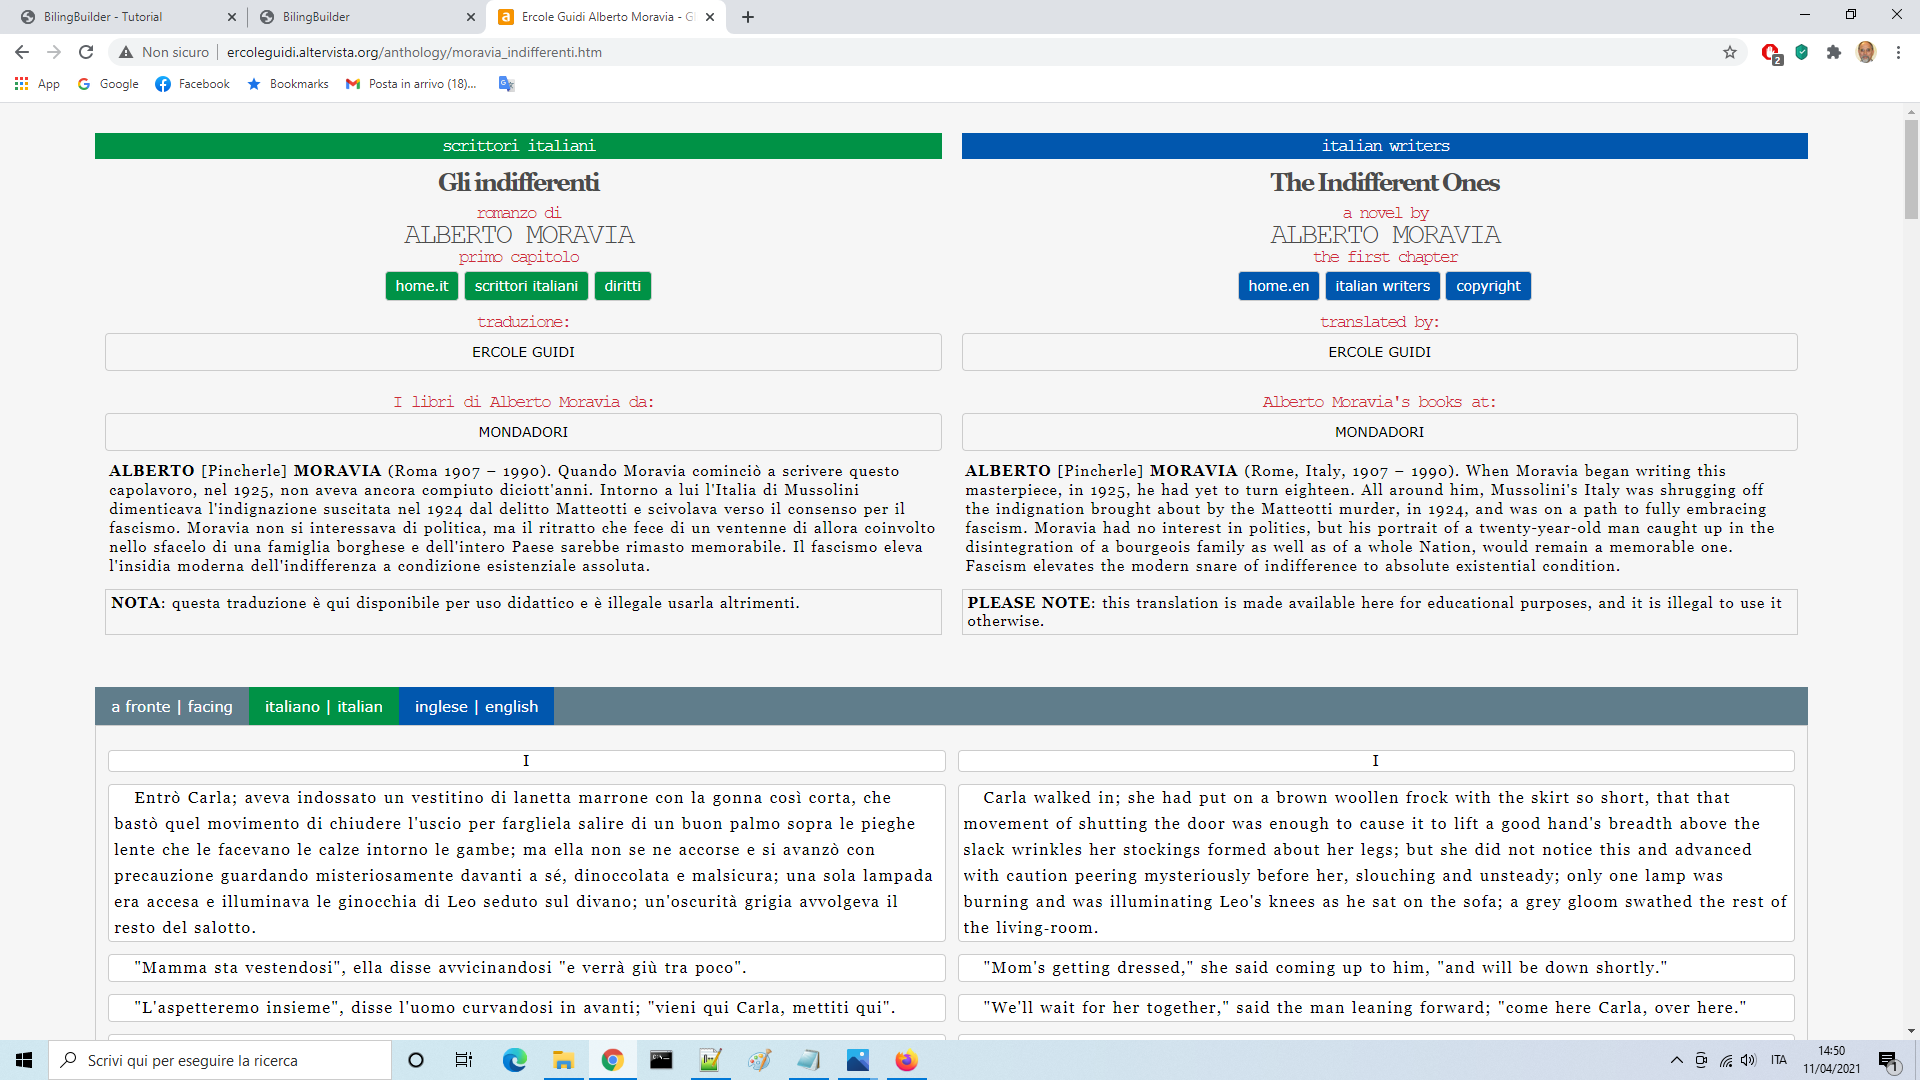 BilingBuilder - Tutorial
BilingBuilder
Ercole Guidi Alberto Moravia - G
Non sicuro
ercoleguidi.altervista.org/anthology/moravia_indifferenti.htm
2
App
Google
Facebook
Bookmarks
Posta in arrivo (18)...
scrittori italiani
Gli indifferenti
romanzo di
ALBERTO MORAVIA
primo capitolo
home.it scrittori italiani diritti
traduzione:
ERCOLE GUIDI
I libri di Alberto Moravia da:
MONDADORI
ALBERTO [Pincherle] MORAVIA (Roma 1907 – 1990). Quando Moravia cominciò a scrivere questo
capolavoro, nel 1925, non aveva ancora compiuto diciott'anni. Intorno a lui l'Italia di Mussolini
dimenticava l'indignazione suscitata nel 1924 dal delitto Matteotti e scivolava verso il consenso per il
fascismo. Moravia non si interessava di politica, ma il ritratto che fece di un ventenne di allora coinvolto
nello sfacelo di una famiglia borghese e dell'intero Paese sarebbe rimasto memorabile. Il fascismo eleva
l'insidia moderna dell'indifferenza a condizione esistenziale assoluta.
NOTA: questa traduzione è qui disponibile per uso didattico e è illegale usarla altrimenti.
italian writers
The Indifferent Ones
a novel by
ALBERTO MORAVIA
the first chapter
home.en italian writers copyright
translated by:
ERCOLE GUIDI
Alberto Moravia's books at:
MONDADORI
ALBERTO [Pincherle] MORAVIA (Rome, Italy, 1907 – 1990). When Moravia began writing this
masterpiece, in 1925, he had yet to turn eighteen. All around him, Mussolini's Italy was shrugging off
the indignation brought about by the Matteotti murder, in 1924, and was on a path to fully embracing
fascism. Moravia had no interest in politics, but his portrait of a twenty-year-old man caught up in the
disintegration of a bourgeois family as well as of a whole Nation, would remain a memorable one.
Fascism elevates the modern snare of indifference to absolute existential condition.
PLEASE NOTE: this translation is made available here for educational purposes, and it is illegal to use it
otherwise.
a fronte | facing
italiano | italian
inglese | english
I
Entrò Carla; aveva indossato un vestitino di lanetta marrone con la gonna così corta, che
bastò quel movimento di chiudere l'uscio per fargliela salire di un buon palmo sopra le pieghe
lente che le facevano le calze intorno le gambe; ma ella non se ne accorse e si avanzò con
precauzione guardando misteriosamente davanti a sé, dinoccolata e malsicura; una sola lampada
era accesa e illuminava le ginocchia di Leo seduto sul divano; un'oscurità grigia avvolgeva il
resto del salotto.
"Mamma sta vestendosi", ella disse avvicinandosi "e verrà giù tra poco".
"L'aspetteremo insieme", disse l'uomo curvandosi in avanti; "vieni qui Carla, mettiti qui".
I
Carla walked in; she had put on a brown woollen frock with the skirt so short, that that
movement of shutting the door was enough to cause it to lift a good hand's breadth above the
slack wrinkles her stockings formed about her legs; but she did not notice this and advanced
with caution peering mysteriously before her, slouching and unsteady; only one lamp was
burning and was illuminating Leo's knees as he sat on the sofa; a grey gloom swathed the rest of
the living-room.
"Mom's getting dressed," she said coming up to him, "and will be down shortly."
"We'll wait for her together," said the man leaning forward; "come here Carla, over here."
Scrivi qui per eseguire la ricerca
ITA
14:50
11/04/2021
1